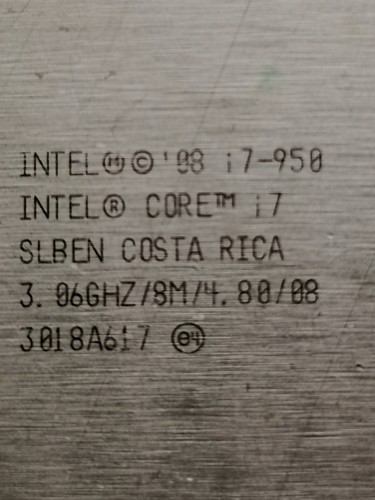 INTEL Ⓜ © '08 i7-950
INTEL® CORE™ i7
SLBEN COSTA RICA
3.06GHZ/8M/4.80/08
3018A617 e4